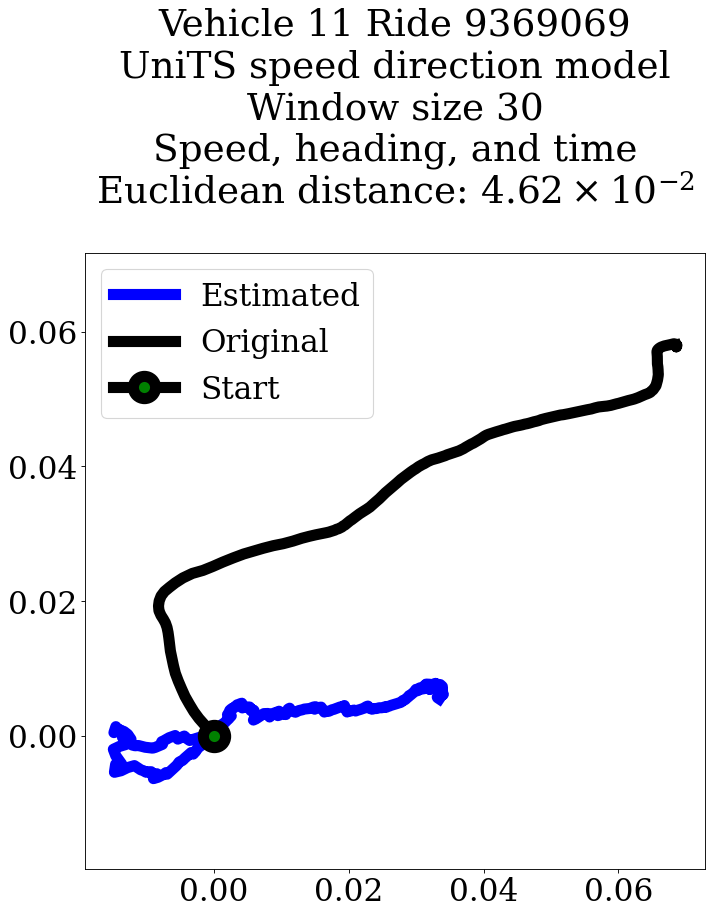 Vehicle 11 Ride 9369069
UniTS speed direction model
Window size 30
Speed, heading, and time
Euclidean distance: 4.62 × 10⁻²
Estimated
Original
Start
0.06
0.04
0.02
0.00
0.00 0.02 0.04 0.06